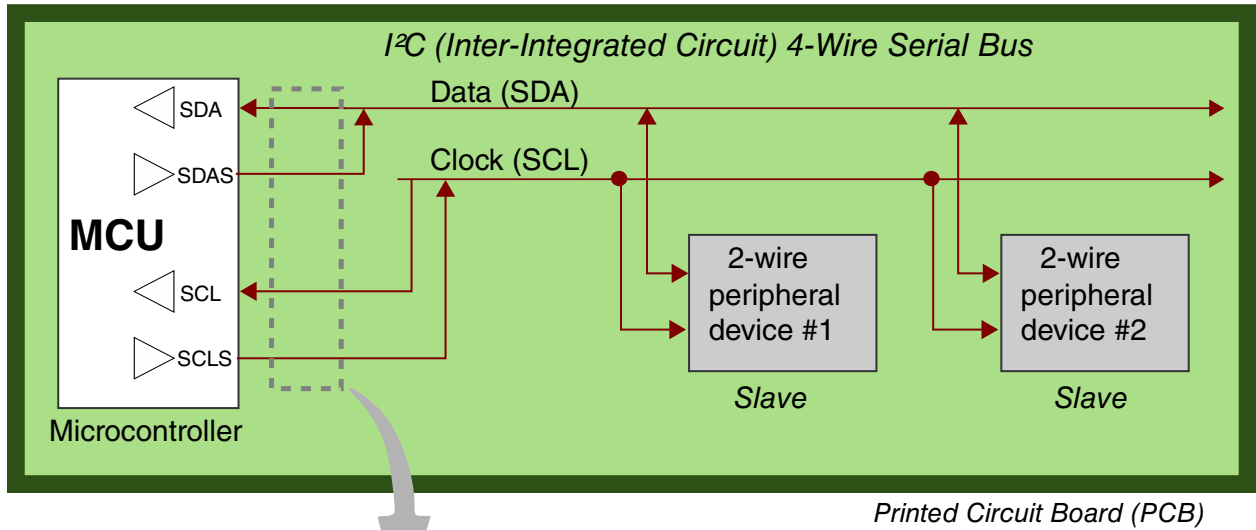 I²C (Inter-Integrated Circuit) 4-Wire Serial Bus
SDA
Data (SDA)
SDAS
Clock (SCL)
MCU
SCL
SCLS
Microcontroller
2-wire
peripheral
device #1
Slave
2-wire
peripheral
device #2
Slave
Printed Circuit Board (PCB)